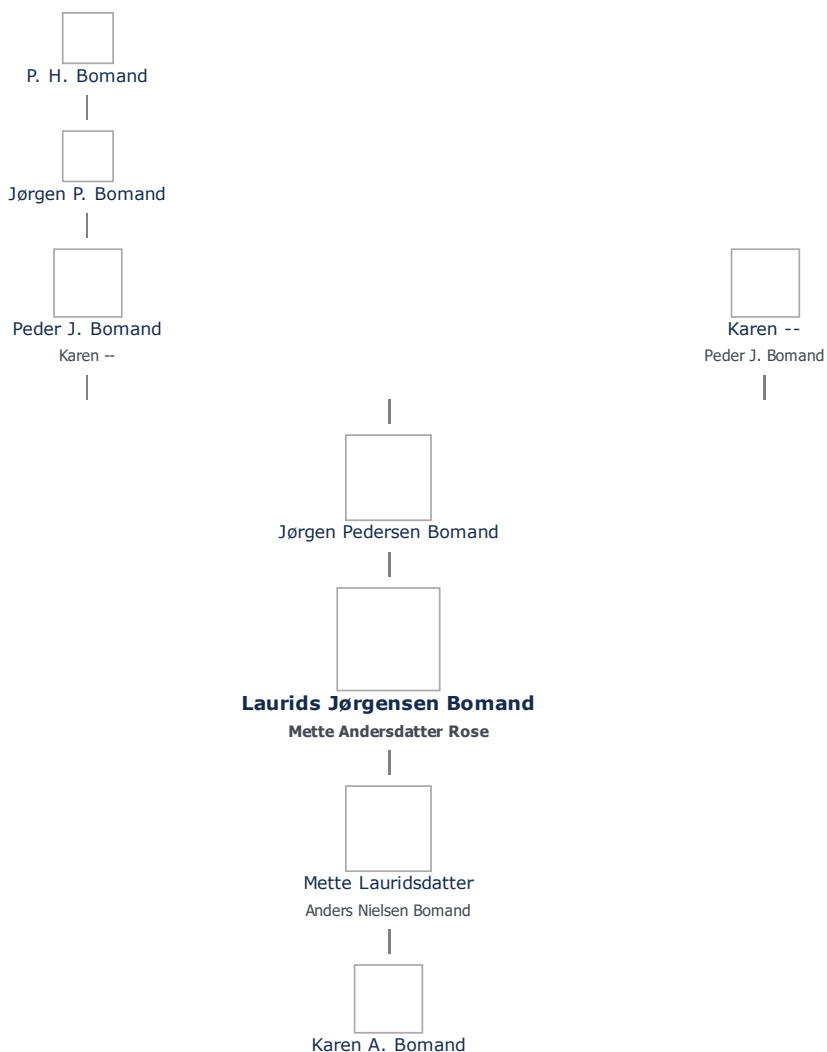 P. H. Bomand
Jørgen P. Bomand
Peder J. Bomand
Karen --
Karen --
Peder J. Bomand
Jørgen Pedersen Bomand
Laurids Jørgensen Bomand
Mette Andersdatter Rose
Mette Lauridsdatter
Anders Nielsen Bomand
Karen A. Bomand